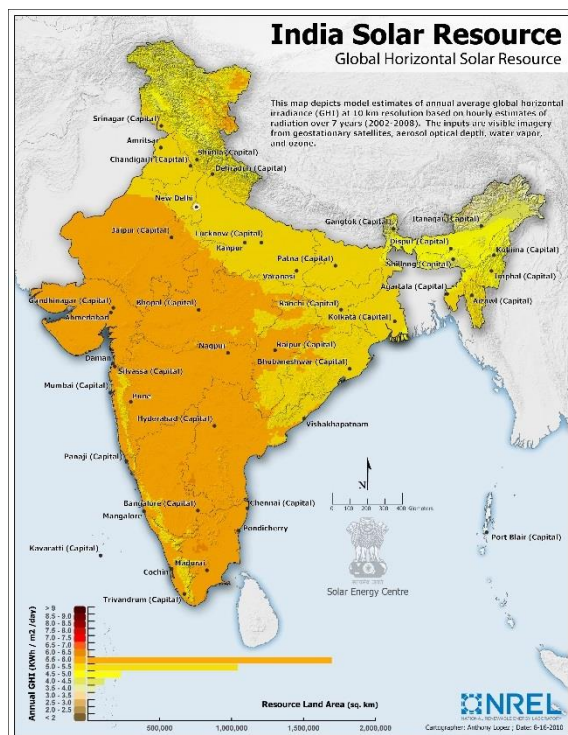 India Solar Resource
Global Horizontal Solar Resource
This map depicts model estimates of annual average global horizontal
irradiance (GHI) at 10 km resolution based on hourly estimates of
radiation over 7 years (2002-2008). The inputs are visible imagery
from geostationary satellites, aerosol optical depth, water vapor,
and ozone.
Srinagar (Capital)
Amritsar
Shimla (Capital)
Chandigarh (Capital)
Dehradun (Capital)
New Delhi
Jaipur (Capital)
Lucknow (Capital)
Kanpur
Gangtok (Capital)
Itanagar (Capital)
Dispur (Capital)
Kohima (Capital)
Patna (Capital)
Shillong (Capital)
Varanasi
Imphal (Capital)
Agartala (Capital)
Aizawl (Capital)
Gandhinagar (Capital)
Ahmedabad
Bhopal (Capital)
Ranchi (Capital)
Kolkata (Capital)
Nagpur
Raipur (Capital)
Bhubaneshwar (Capital)
Daman
Silvassa (Capital)
Mumbai (Capital)
Pune
Hyderabad (Capital)
Vishakhapatnam
Panaji (Capital)
N
0 100 200 300 400 Kilometers
Bangalore (Capital)
Chennai (Capital)
Mangalore
Pondicherry
Port Blair (Capital)
Kavaratti (Capital)
Madurai
Cochin
Solar Energy Centre
Trivandrum (Capital)
Annual GHI (KWh / m2 /day)
> 9
8.5 - 9.0
8.0 - 8.5
7.5 - 8.0
7.0 - 7.5
6.5 - 7.0
6.0 - 6.5
5.5 - 6.0
5.0 - 5.5
4.5 - 5.0
4.0 - 4.5
3.5 - 4.0
3.0 - 3.5
2.5 - 3.0
2.0 - 2.5
< 2
Resource Land Area (sq. km)
500,000 1,000,000 1,500,000 2,000,000
NREL
NATIONAL RENEWABLE ENERGY LABORATORY
Cartographer: Anthony Lopez ; Date: 6-16-2010